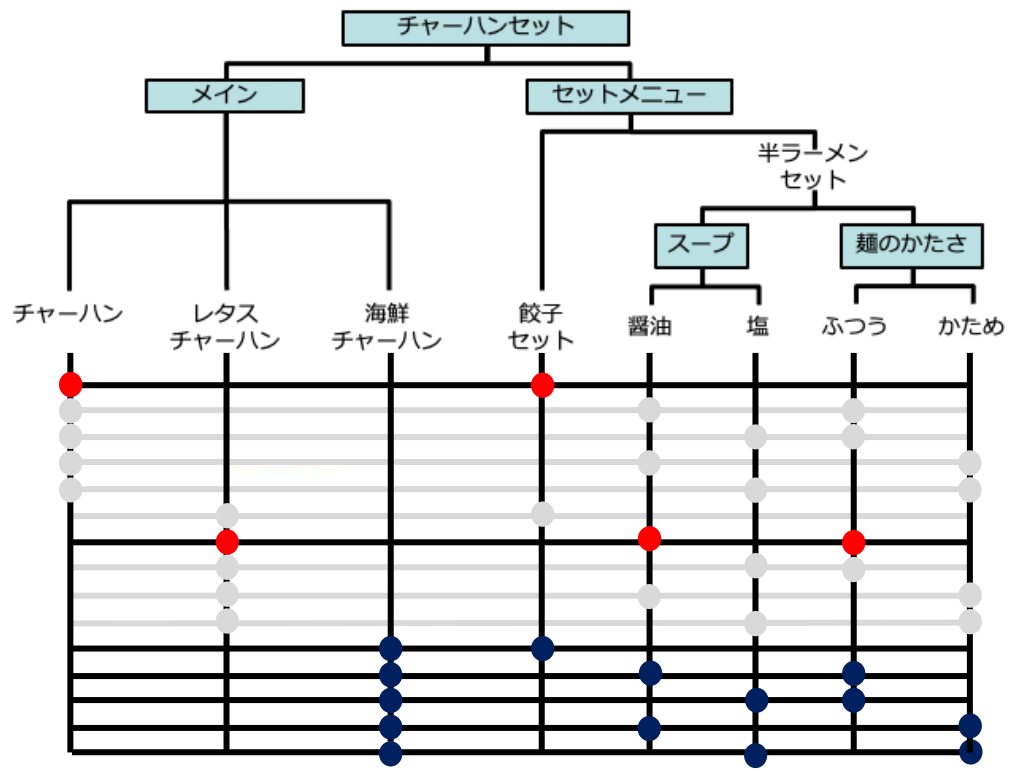 チャーハンセット
メイン
セットメニュー
半ラーメン
セット
スープ
麺のかたさ
チャーハン
レタス
チャーハン
海鮮
チャーハン
餃子
セット
醤油
塩
ふつう
かため